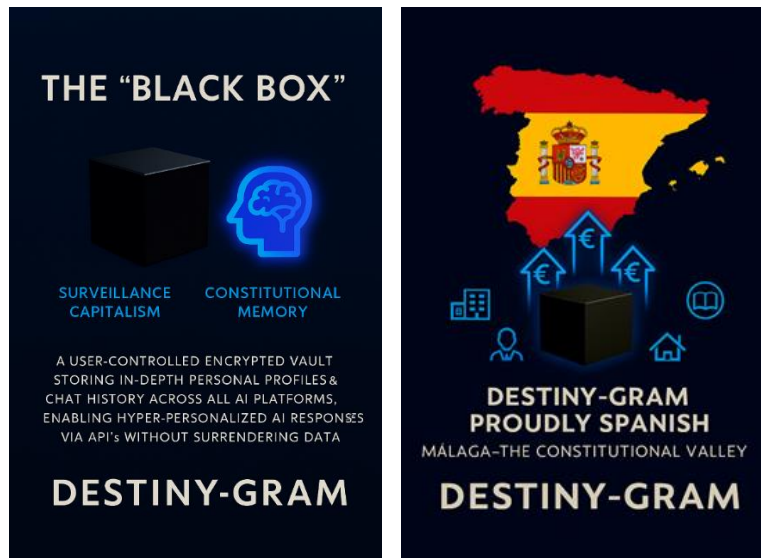 THE “BLACK BOX”
SURVEILLANCE
CAPITALISM
CONSTITUTIONAL
MEMORY
A USER-CONTROLLED ENCRYPTED VAULT
STORING IN-DEPTH PERSONAL PROFILES &
CHAT HISTORY ACROSS ALL AI PLATFORMS,
ENABLING HYPER-PERSONALIZED AI RESPONSES
VIA API's WITHOUT SURRENDERING DATA
DESTINY-GRAM
€
€ €
DESTINY-GRAM
PROUDLY SPANISH
MÁLAGA–THE CONSTITUTIONAL VALLEY
DESTINY-GRAM